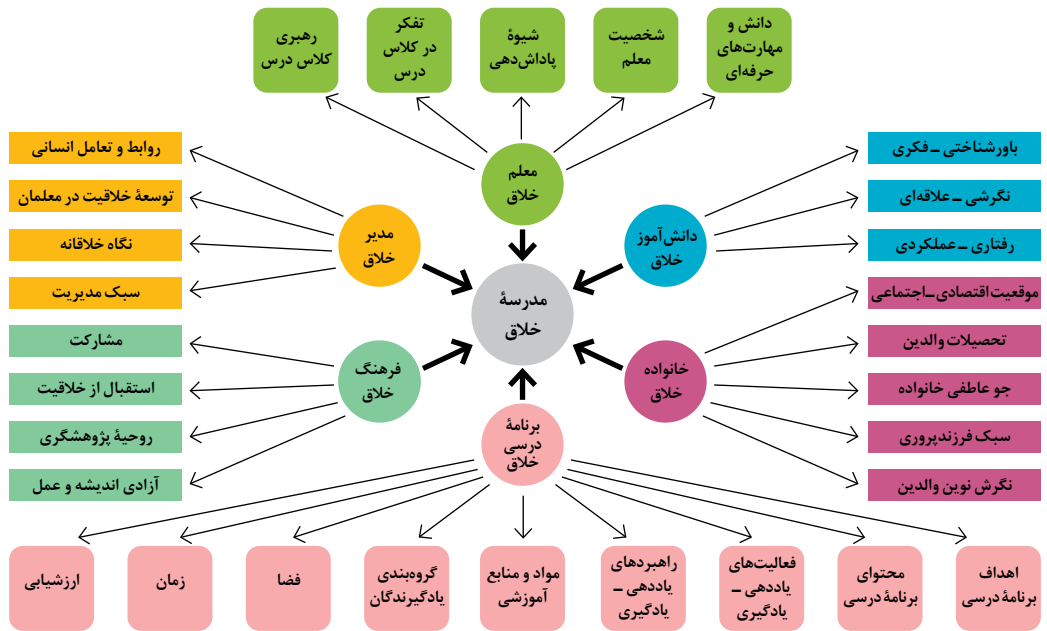 دانش و
مهارت‌های
حرفه‌ای
شخصیت
معلم
شیوهٔ
پاداش‌دهی
تفکر
در کلاس
درس
رهبری
کلاس درس
معلم
خلاق
باورشناختی ـ فکری
نگرشی ـ علاقه‌ای
رفتاری ـ عملکردی
دانش‌آموز
خلاق
مدیر
خلاق
روابط و تعامل انسانی
توسعهٔ خلاقیت در معلمان
نگاه خلاقانه
سبک مدیریت
مدرسهٔ
خلاق
موقعیت اقتصادی ـ اجتماعی
تحصیلات والدین
جو عاطفی خانواده
سبک فرزندپروری
نگرش نوین والدین
خانواده
خلاق
فرهنگ
خلاق
مشارکت
استقبال از خلاقیت
روحیهٔ پژوهشگری
آزادی اندیشه و عمل
برنامهٔ
درسی
خلاق
اهداف
برنامهٔ درسی
محتوای
برنامهٔ درسی
فعالیت‌های
یاددهی ـ
یادگیری
راهبردهای
یاددهی ـ
یادگیری
مواد و منابع
آموزشی
گروه‌بندی
یادگیرندگان
فضا
زمان
ارزشیابی